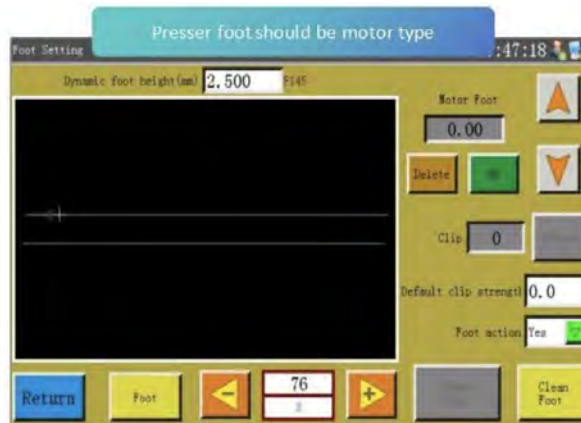 Presser foot should be motor type
Foot Setting
:47:18
Dynamic foot height(mm) 2.500 F145
Motor Foot
0.00
Delete
Clip 0
Default clip strengtl 0.0
Foot action Yes
Return
Foot
76
Clean
Foot